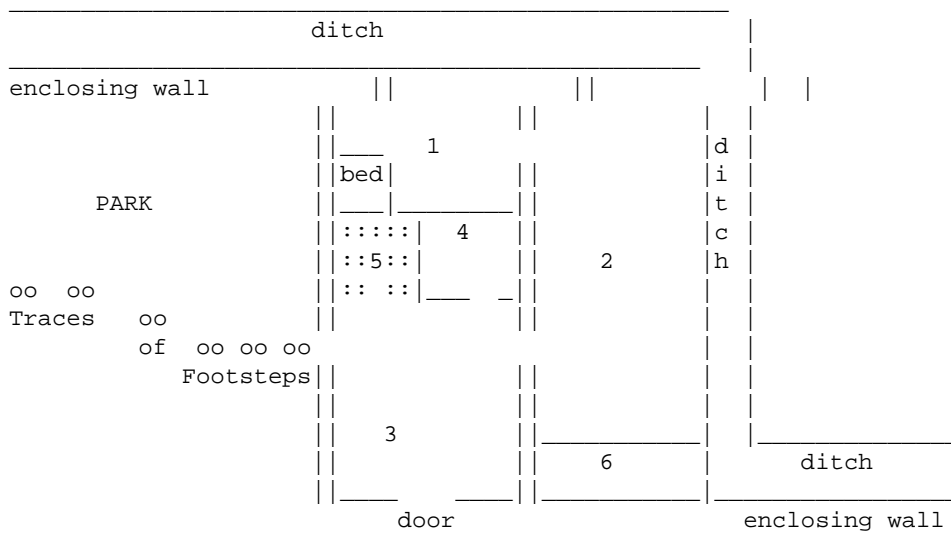 ditch
enclosing wall
1
d
bed
i
PARK
t
4
c
5
2
h
oo oo
Traces oo
of oo oo oo
Footsteps
3
6
ditch
door
enclosing wall